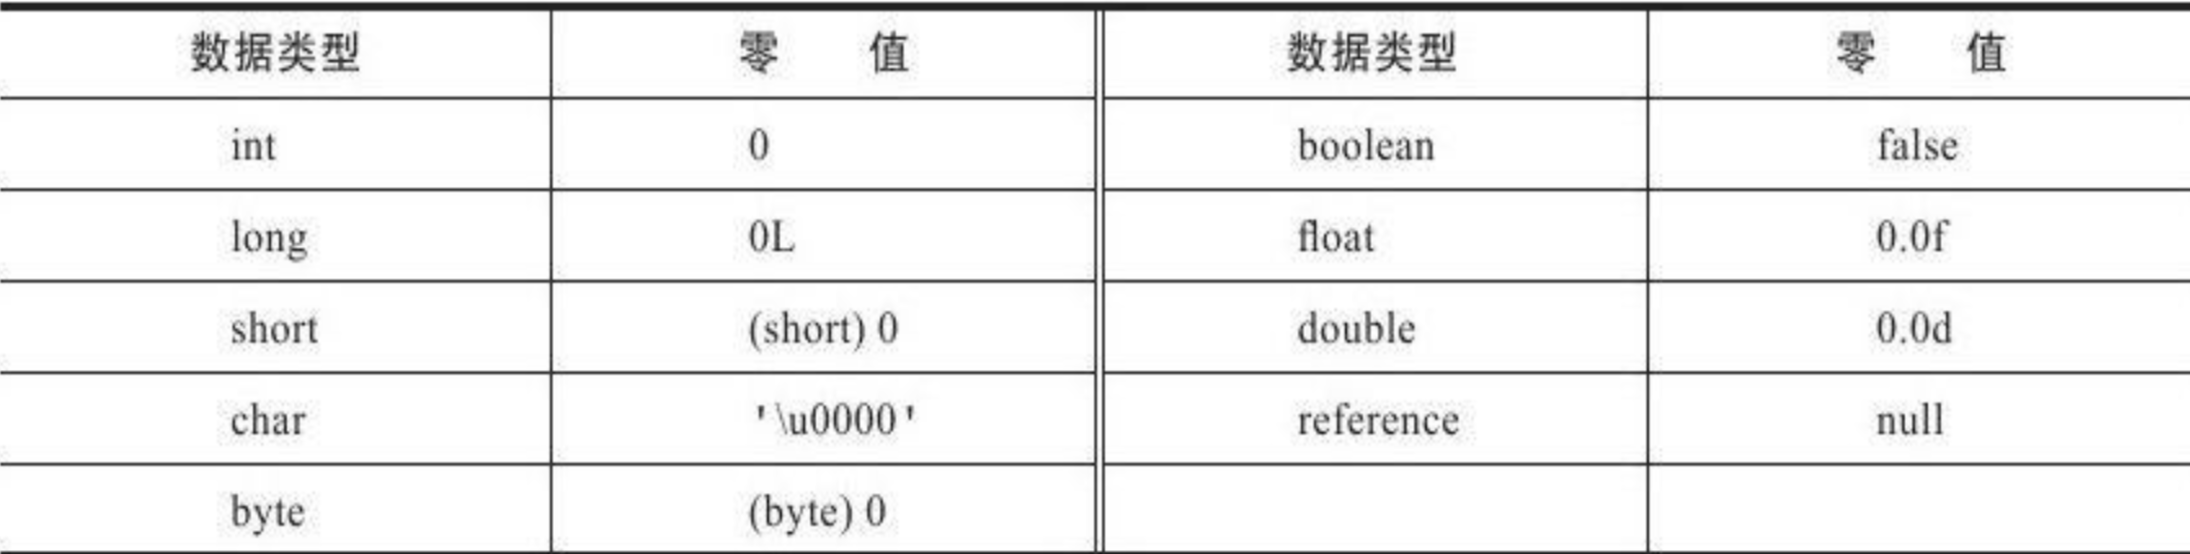 数据类型 零 值 数据类型 零 值
int 0 boolean false
long 0L float 0.0f
short (short) 0 double 0.0d
char '\u0000' reference null
byte (byte) 0